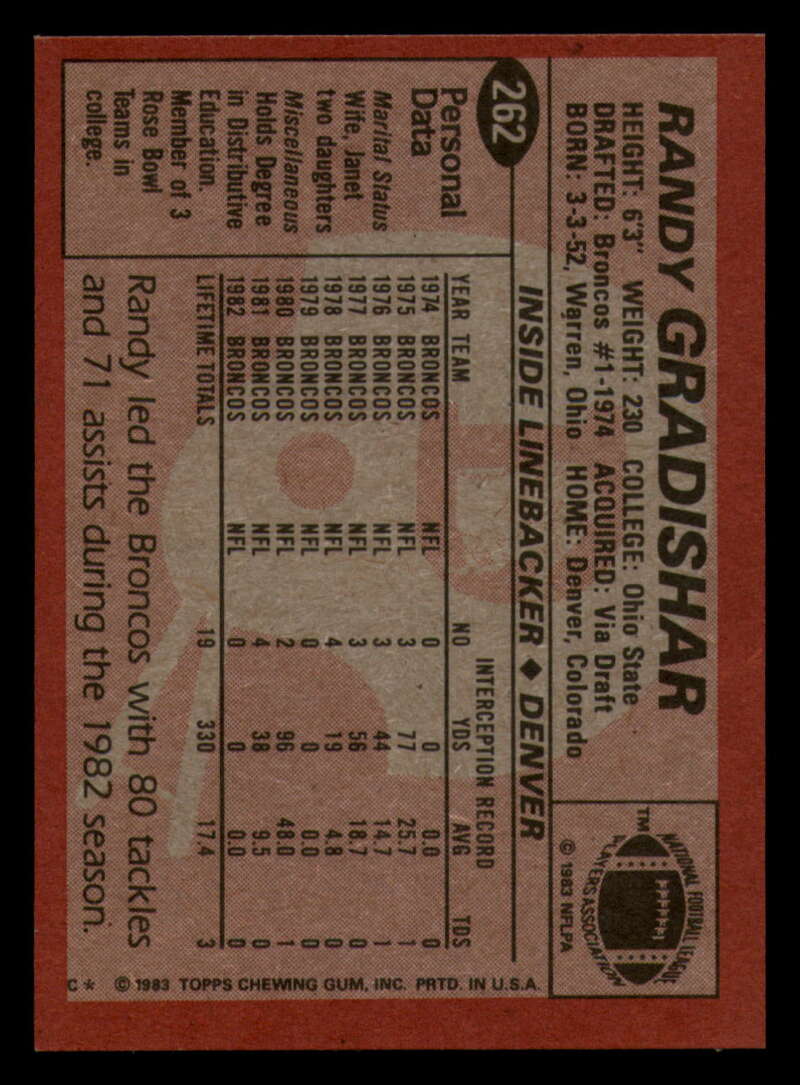 RANDY GRADISHAR
HEIGHT: 6'3" WEIGHT: 230 COLLEGE: Ohio State
DRAFTED: Broncos #1-1974 ACQUIRED: Via Draft
BORN: 3-3-52, Warren, Ohio HOME: Denver, Colorado
NATIONAL FOOTBALL LEAGUE
PLAYERS ASSOCIATION
TM
© 1983 NFLPA
262
INSIDE LINEBACKER ♦ DENVER
Personal
Data
Marital Status
Wife, Janet
two daughters
Miscellaneous
Holds Degree
in Distributive
Education.
Member of 3
Rose Bowl
Teams in
college.
INTERCEPTION RECORD
YEAR TEAM NO YDS AVG TDS
1974 BRONCOS NFL 0 0 0.0 0
1975 BRONCOS NFL 3 77 25.7 1
1976 BRONCOS NFL 3 44 14.7 1
1977 BRONCOS NFL 3 56 18.7 0
1978 BRONCOS NFL 4 19 4.8 0
1979 BRONCOS NFL 0 0 0.0 0
1980 BRONCOS NFL 2 96 48.0 1
1981 BRONCOS NFL 4 38 9.5 0
1982 BRONCOS NFL 0 0 0.0 0
LIFETIME TOTALS 19 330 17.4 3
Randy led the Broncos with 80 tackles
and 71 assists during the 1982 season.
C * © 1983 TOPPS CHEWING GUM, INC. PRTD. IN U.S.A.